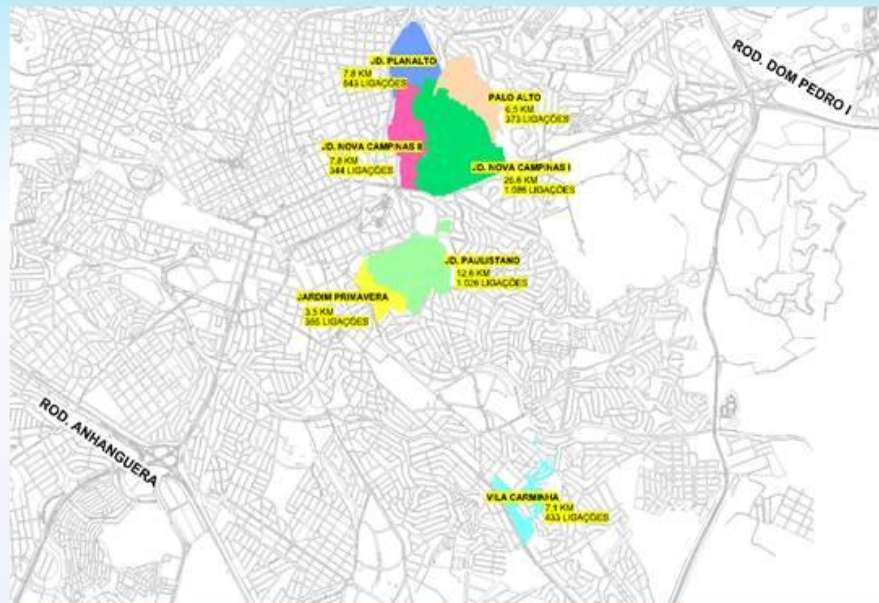 ROD. DOM PEDRO I
JD. PLANALTO
7.8 KM
643 LIGAÇÕES
PALO ALTO
6.5 KM
373 LIGAÇÕES
JD. NOVA CAMPINAS II
7.8 KM
344 LIGAÇÕES
JD. NOVA CAMPINAS I
26.6 KM
1.086 LIGAÇÕES
JD. PAULISTANO
12.6 KM
1.026 LIGAÇÕES
JARDIM PRIMAVERA
3.5 KM
LIGAÇÕES
ROD. ANHANGUERA
VILA CARMINHA
7.1 KM
433 LIGAÇÕES